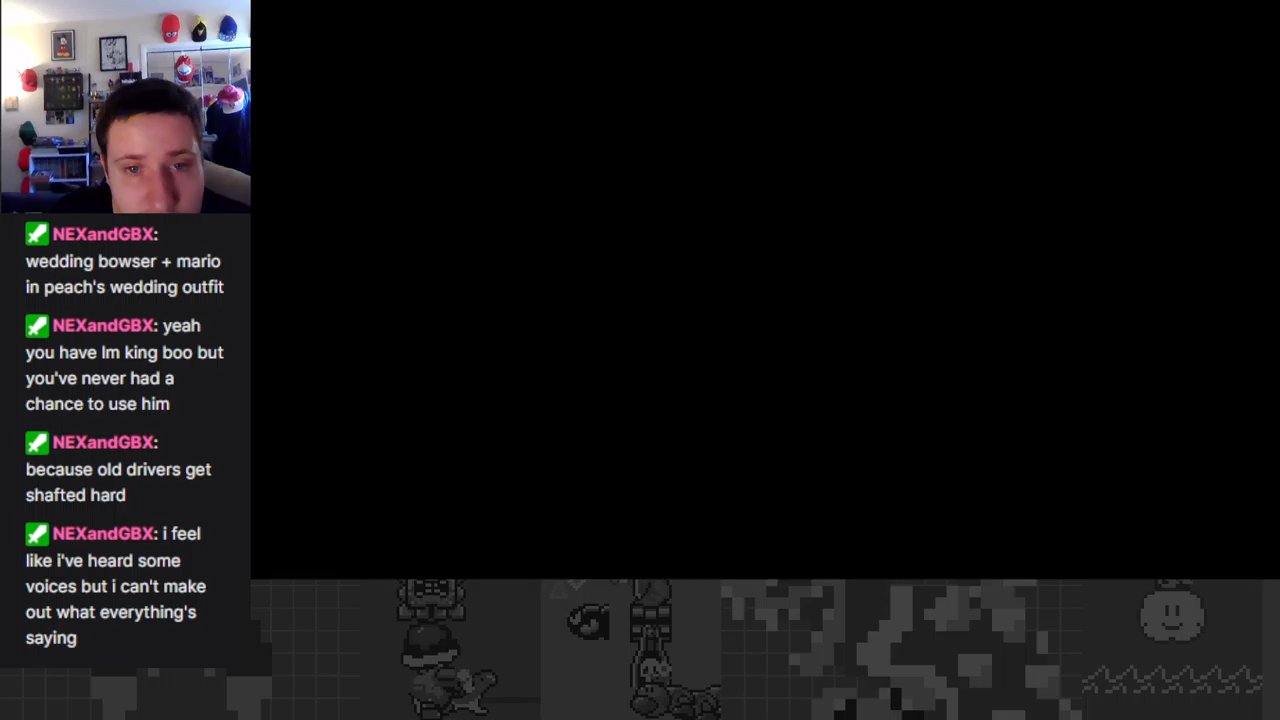 NEXandGBX:
wedding bowser + mario
in peach's wedding outfit
NEXandGBX: yeah
you have lm king boo but
you've never had a
chance to use him
NEXandGBX:
because old drivers get
shafted hard
NEXandGBX: i feel
like i've heard some
voices but i can't make
out what everything's
saying